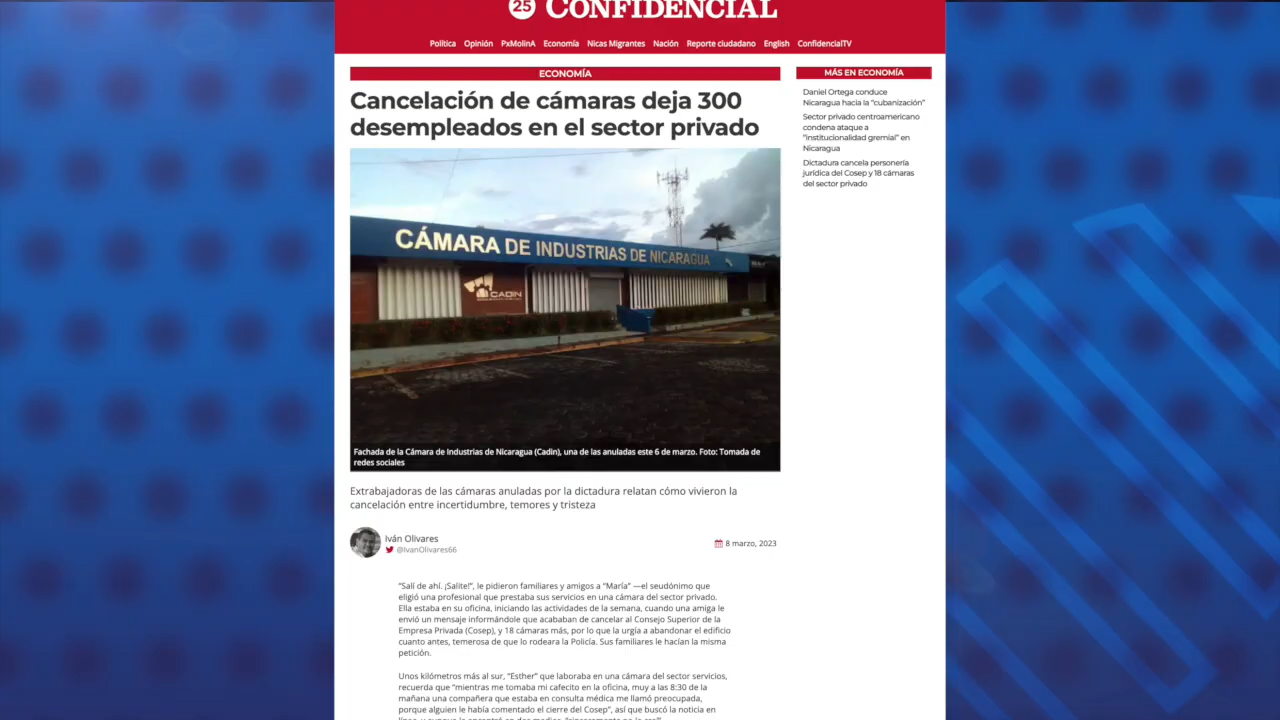 25 CONFIDENCIAL
Política Opinión PxMolinA Economía Nicas Migrantes Nación Reporte ciudadano English ConfidencialTV
ECONOMÍA
Cancelación de cámaras deja 300
desempleados en el sector privado
CÁMARA DE INDUSTRIAS DE NICARAGUA
CADIN
Fachada de la Cámara de Industrias de Nicaragua (Cadin), una de las anuladas este 6 de marzo. Foto: Tomada de
redes sociales
Extrabajadoras de las cámaras anuladas por la dictadura relatan cómo vivieron la
cancelación entre incertidumbre, temores y tristeza
Iván Olivares
@IvanOlivares66
8 marzo, 2023
“Salí de ahí. ¡Salite!”, le pidieron familiares y amigos a “María” —el seudónimo que
eligió una profesional que prestaba sus servicios en una cámara del sector privado.
Ella estaba en su oficina, iniciando las actividades de la semana, cuando una amiga le
envió un mensaje informándole que acababan de cancelar al Consejo Superior de la
Empresa Privada (Cosep), y 18 cámaras más, por lo que la urgía a abandonar el edificio
cuanto antes, temerosa de que lo rodeara la Policía. Sus familiares le hacían la misma
petición.
Unos kilómetros más al sur, “Esther” que laboraba en una cámara del sector servicios,
recuerda que “mientras me tomaba mi cafecito en la oficina, muy a las 8:30 de la
mañana una compañera que estaba en consulta médica me llamó preocupada,
porque alguien le había comentado el cierre del Cosep”, así que buscó la noticia en
MÁS EN ECONOMÍA
Daniel Ortega conduce
Nicaragua hacia la “cubanización”
Sector privado centroamericano
condena ataque a
“institucionalidad gremial” en
Nicaragua
Dictadura cancela personería
jurídica del Cosep y 18 cámaras
del sector privado